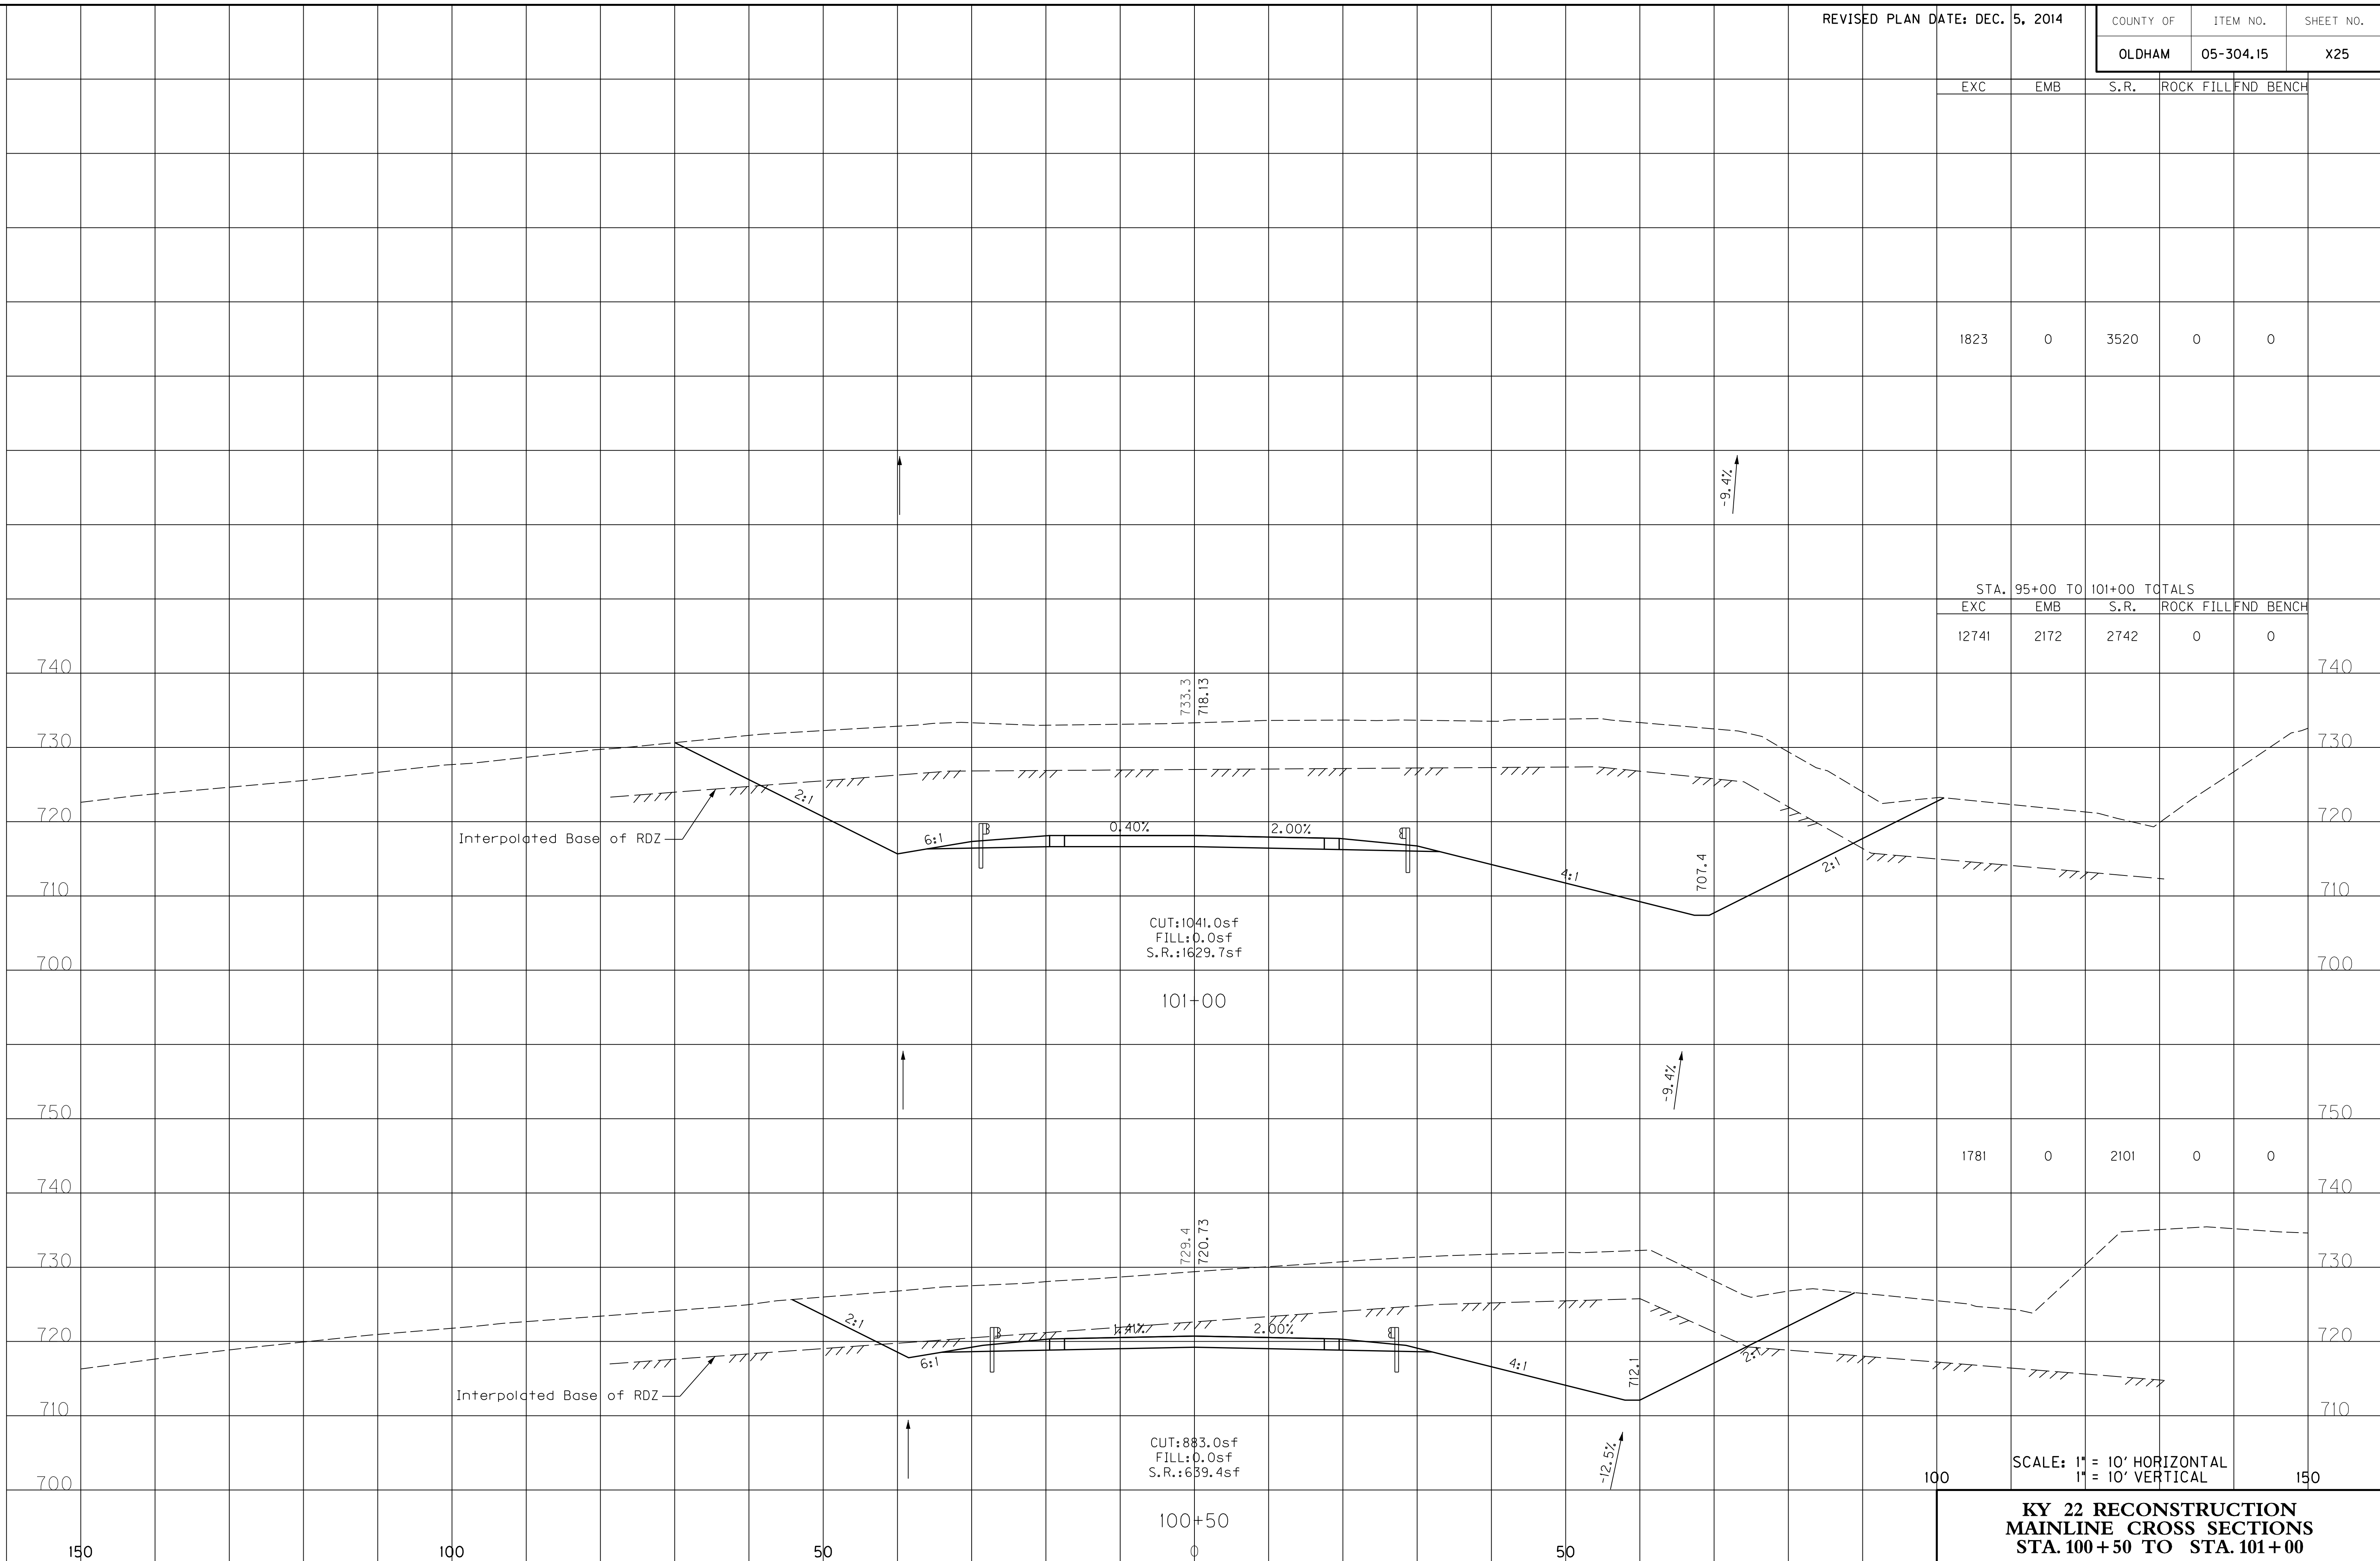 REVISED PLAN DATE: DEC. 5, 2014
COUNTY OF ITEM NO. SHEET NO.
OLDHAM 05-304.15 X25
EXC EMB S.R. ROCK FILL FND BENCH
1823 0 3520 0 0
-9.4%
STA. 95+00 TO 101+00 TOTALS
EXC EMB S.R. ROCK FILL FND BENCH
12741 2172 2742 0 0
740 740
733.3 718.13
730 730
2:1
720 720
Interpolated Base of RDZ
6:1 0.40% 2.00%
4:1 707.4 2:1
710 710
CUT:1041.0sf
FILL:0.0sf
S.R.:1629.7sf
700 700
101+00
-9.4%
750 750
1781 0 2101 0 0
740 740
729.4 720.73
730 730
2:1
720 720
1.41% 2.00%
6:1 4:1 712.1 2:1
Interpolated Base of RDZ
710 710
CUT:883.0sf
FILL:0.0sf
S.R.:639.4sf
-12.5%
SCALE: 1" = 10' HORIZONTAL
1" = 10' VERTICAL
700 100 150
100+50
KY 22 RECONSTRUCTION
MAINLINE CROSS SECTIONS
STA. 100+50 TO STA. 101+00
150 100 50 0 50